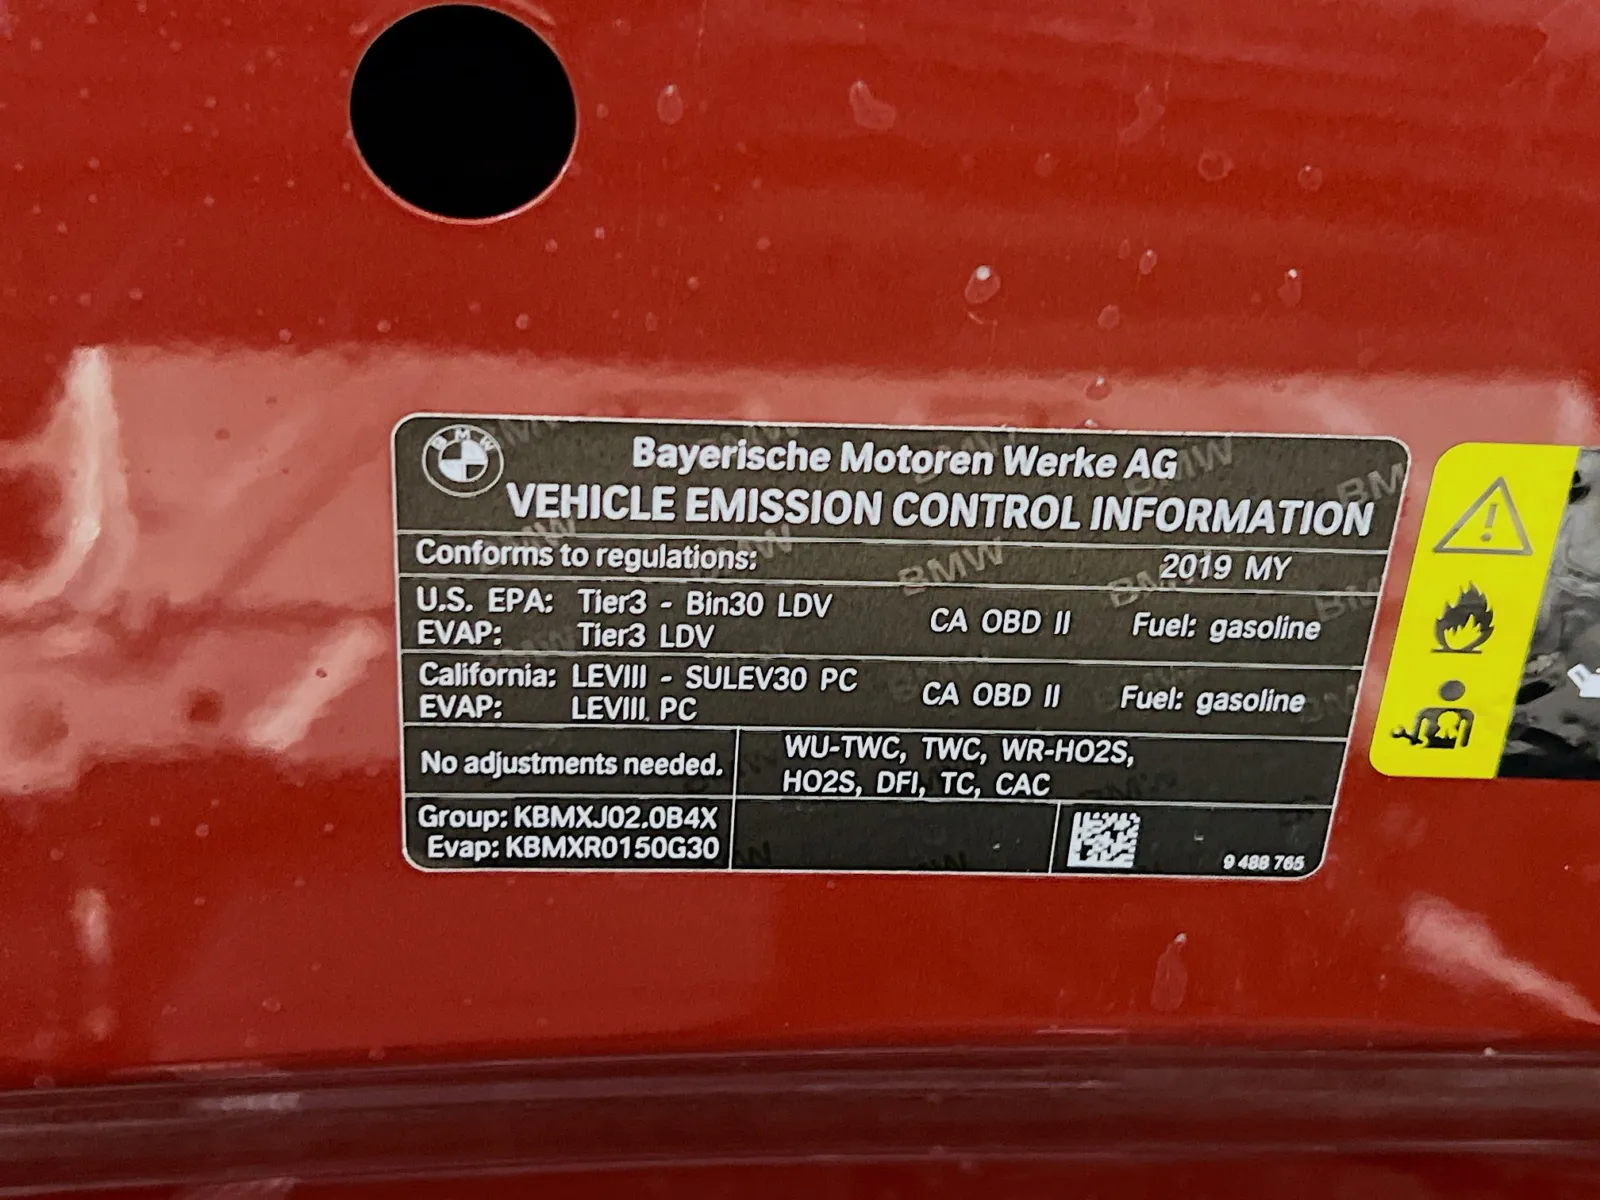 BMW
Bayerische Motoren Werke AG
VEHICLE EMISSION CONTROL INFORMATION
Conforms to regulations: 2019 MY
U.S. EPA: Tier3 - Bin30 LDV CA OBD II Fuel: gasoline
EVAP: Tier3 LDV
California: LEVIII - SULEV30 PC CA OBD II Fuel: gasoline
EVAP: LEVIII PC
No adjustments needed.
WU-TWC, TWC, WR-HO2S,
HO2S, DFI, TC, CAC
Group: KBMXJ02.0B4X
Evap: KBMXR0150G30
9 488 765